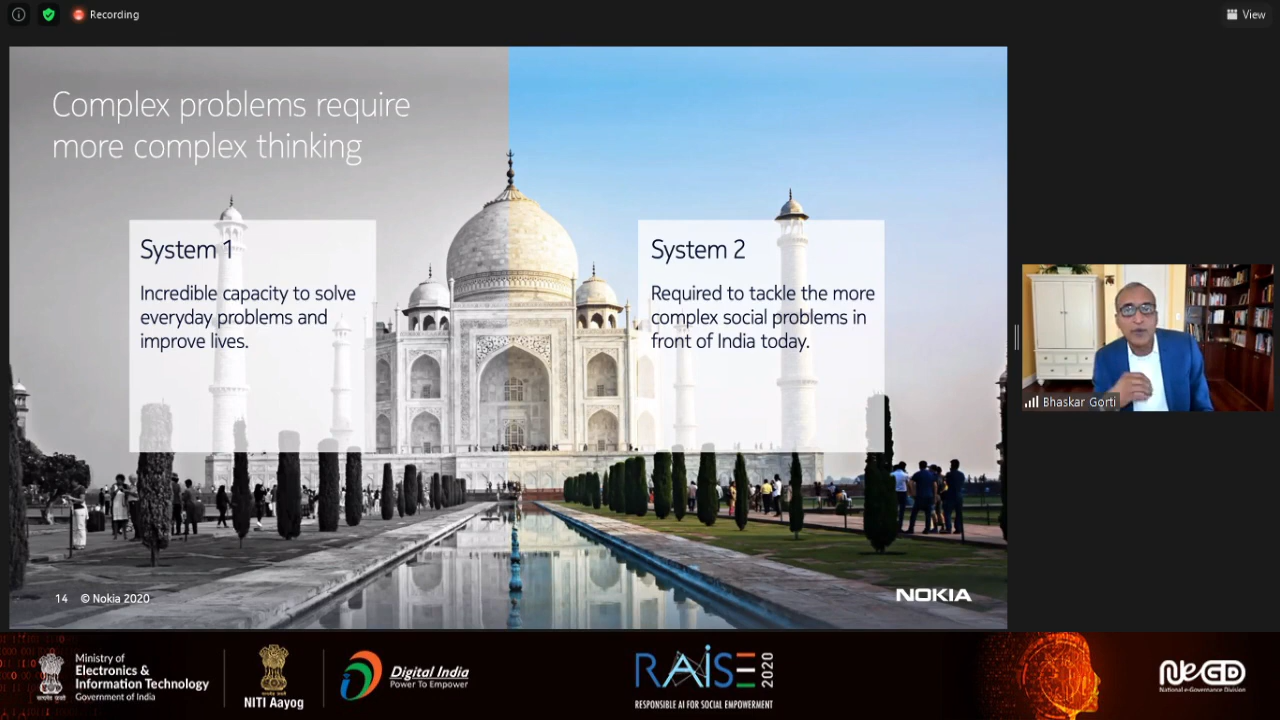 Recording
View
Complex problems require
more complex thinking
System 1
Incredible capacity to solve
everyday problems and
improve lives.
System 2
Required to tackle the more
complex social problems in
front of India today.
14 © Nokia 2020
NOKIA
Bhaskar Gorti
Ministry of
Electronics &
Information Technology
Government of India
NITI Aayog
Digital India
Power To Empower
RAISE 2020
RESPONSIBLE AI FOR SOCIAL EMPOWERMENT
NeGD
National e-Governance Division